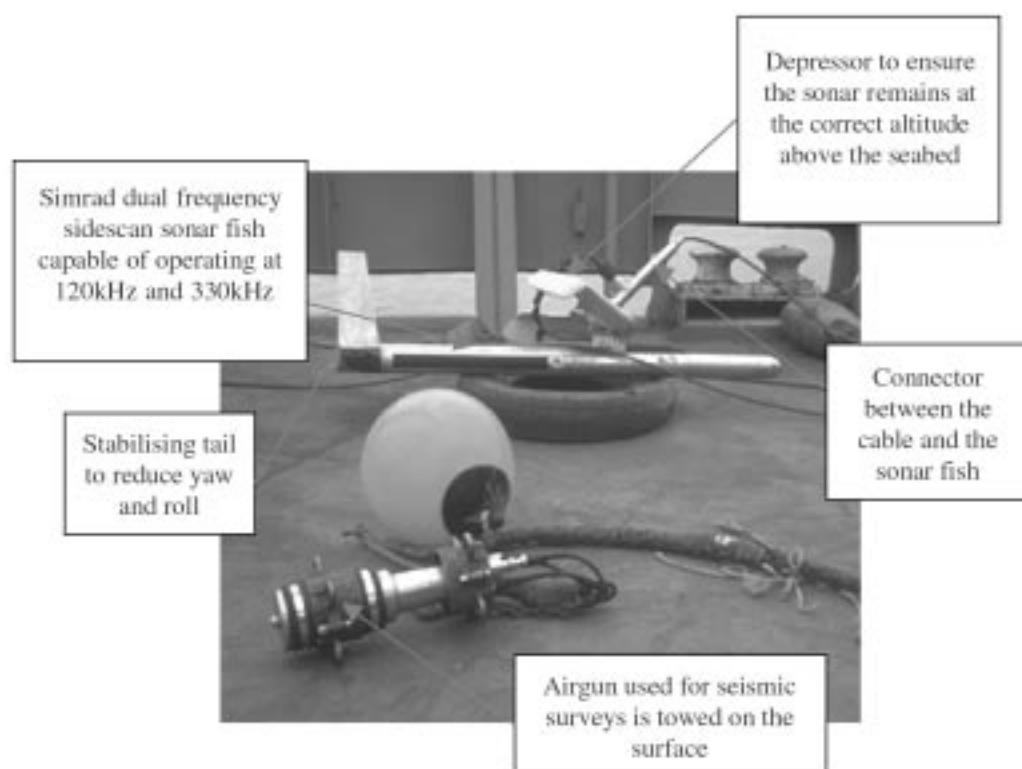 Depressor to ensure
the sonar remains at
the correct altitude
above the seabed
Simrad dual frequency
sidescan sonar fish
capable of operating at
120kHz and 330kHz
Connector
between the
cable and the
sonar fish
Stabilising tail
to reduce yaw
and roll
Airgun used for seismic
surveys is towed on the
surface